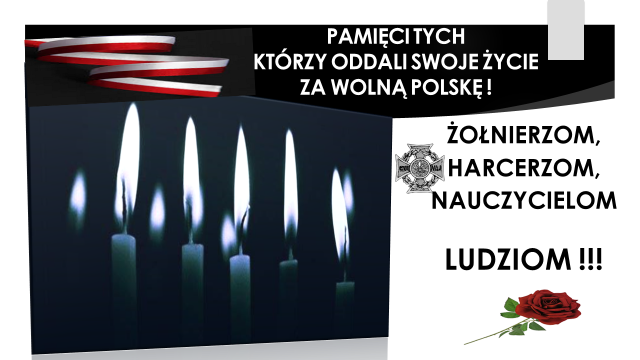 PAMIĘCI TYCH
KTÓRZY ODDALI SWOJE ŻYCIE
ZA WOLNĄ POLSKĘ !
ŻOŁNIERZOM,
HARCERZOM,
NAUCZYCIELOM
LUDZIOM !!!